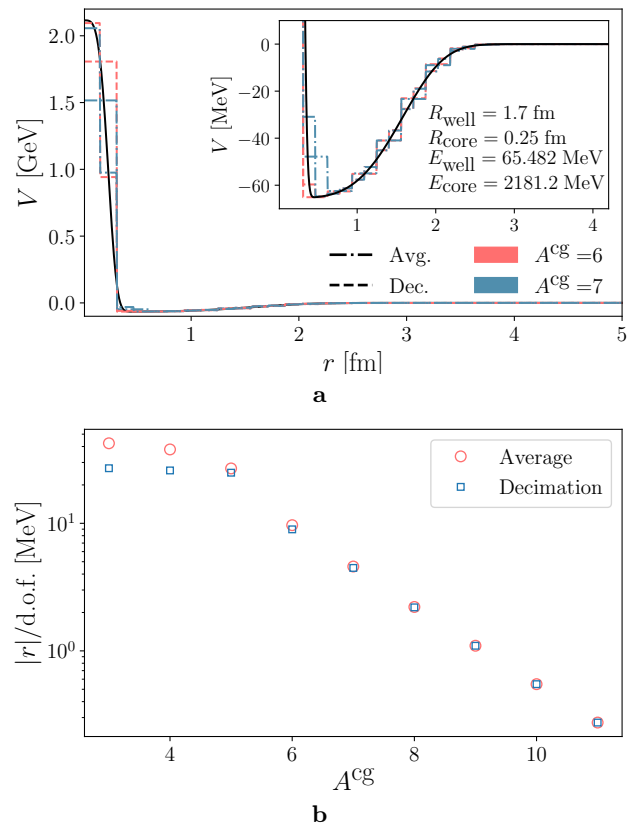 2.0
1.5
1.0
0.5
0.0
V [GeV]
1 2 3 4 5
r [fm]
0
−20
−40
−60
V [MeV]
0 2 4
R_well = 1.7 fm
R_core = 0.25 fm
E_well = 65.482 MeV
E_core = 2181.2 MeV
Avg.
Dec.
A^cg =6
A^cg =7
a
10^1
10^0
|r|/d.o.f. [MeV]
Average
Decimation
4 6 8 10
A^cg
b